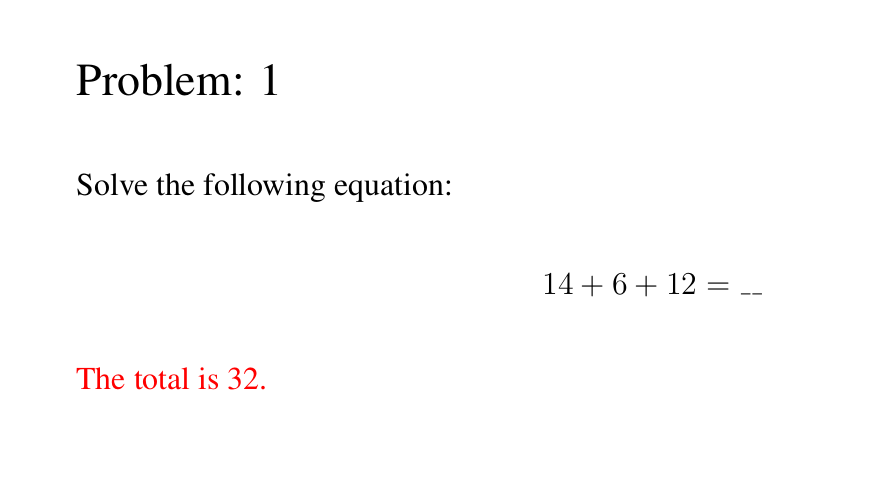 Problem: 1
Solve the following equation:
14 + 6 + 12 = __
The total is 32.